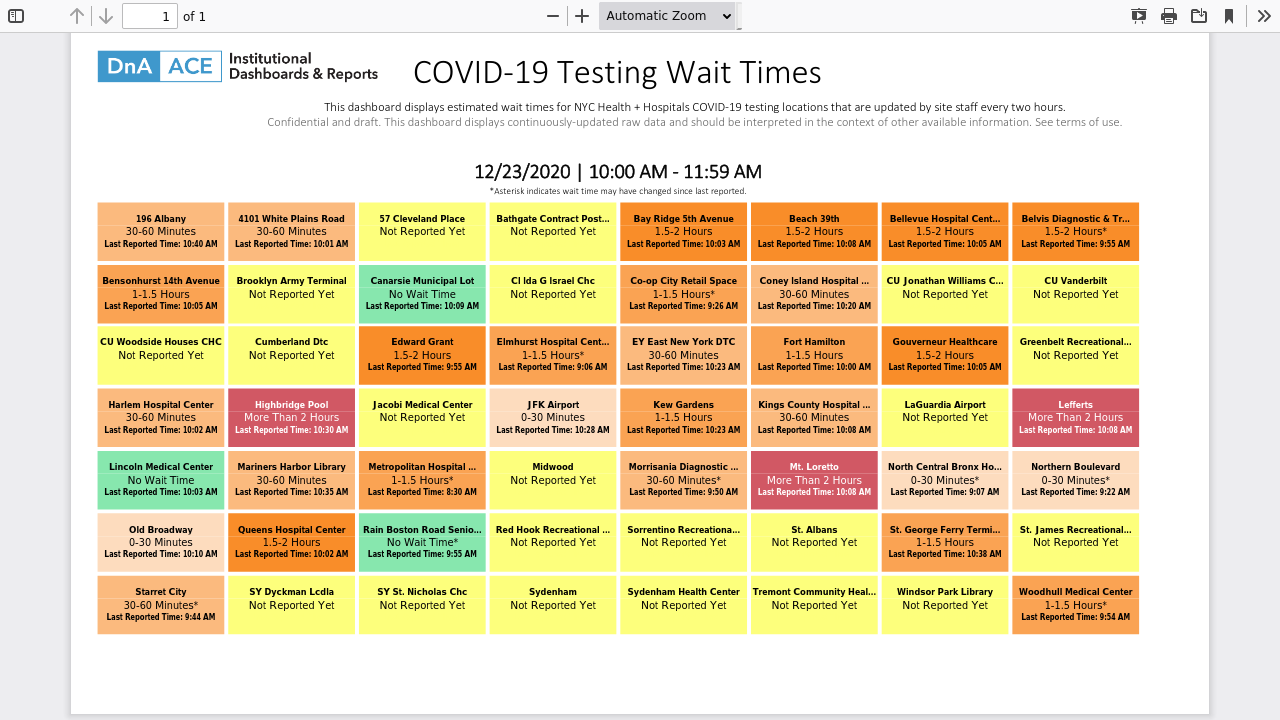 1 of 1
Automatic Zoom
DnA ACE Institutional Dashboards & Reports
COVID-19 Testing Wait Times
This dashboard displays estimated wait times for NYC Health + Hospitals COVID-19 testing locations that are updated by site staff every two hours.
Confidential and draft. This dashboard displays continuously-updated raw data and should be interpreted in the context of other available information. See terms of use.
12/23/2020 | 10:00 AM - 11:59 AM
*Asterisk indicates wait time may have changed since last reported.
196 Albany
30-60 Minutes
Last Reported Time: 10:40 AM
4101 White Plains Road
30-60 Minutes
Last Reported Time: 10:01 AM
57 Cleveland Place
Not Reported Yet
Bathgate Contract Post...
Not Reported Yet
Bay Ridge 5th Avenue
1.5-2 Hours
Last Reported Time: 10:03 AM
Beach 39th
1.5-2 Hours
Last Reported Time: 10:08 AM
Bellevue Hospital Cent...
1.5-2 Hours
Last Reported Time: 10:05 AM
Belvis Diagnostic & Tr...
1.5-2 Hours*
Last Reported Time: 9:55 AM
Bensonhurst 14th Avenue
1-1.5 Hours
Last Reported Time: 10:05 AM
Brooklyn Army Terminal
Not Reported Yet
Canarsie Municipal Lot
No Wait Time
Last Reported Time: 10:09 AM
Cl Ida G Israel Chc
Not Reported Yet
Co-op City Retail Space
1-1.5 Hours*
Last Reported Time: 9:26 AM
Coney Island Hospital ...
30-60 Minutes
Last Reported Time: 10:20 AM
CU Jonathan Williams C...
Not Reported Yet
CU Vanderbilt
Not Reported Yet
CU Woodside Houses CHC
Not Reported Yet
Cumberland Dtc
Not Reported Yet
Edward Grant
1.5-2 Hours
Last Reported Time: 9:55 AM
Elmhurst Hospital Cent...
1-1.5 Hours*
Last Reported Time: 9:06 AM
EY East New York DTC
30-60 Minutes
Last Reported Time: 10:23 AM
Fort Hamilton
1-1.5 Hours
Last Reported Time: 10:00 AM
Gouverneur Healthcare
1.5-2 Hours
Last Reported Time: 10:05 AM
Greenbelt Recreational...
Not Reported Yet
Harlem Hospital Center
30-60 Minutes
Last Reported Time: 10:02 AM
Highbridge Pool
More Than 2 Hours
Last Reported Time: 10:30 AM
Jacobi Medical Center
Not Reported Yet
JFK Airport
0-30 Minutes
Last Reported Time: 10:28 AM
Kew Gardens
1-1.5 Hours
Last Reported Time: 10:23 AM
Kings County Hospital ...
30-60 Minutes
Last Reported Time: 10:08 AM
LaGuardia Airport
Not Reported Yet
Lefferts
More Than 2 Hours
Last Reported Time: 10:08 AM
Lincoln Medical Center
No Wait Time
Last Reported Time: 10:03 AM
Mariners Harbor Library
30-60 Minutes
Last Reported Time: 10:35 AM
Metropolitan Hospital ...
1-1.5 Hours*
Last Reported Time: 8:30 AM
Midwood
Not Reported Yet
Morrisania Diagnostic ...
30-60 Minutes*
Last Reported Time: 9:50 AM
Mt. Loretto
More Than 2 Hours
Last Reported Time: 10:08 AM
North Central Bronx Ho...
0-30 Minutes*
Last Reported Time: 9:07 AM
Northern Boulevard
0-30 Minutes*
Last Reported Time: 9:22 AM
Old Broadway
0-30 Minutes
Last Reported Time: 10:10 AM
Queens Hospital Center
1.5-2 Hours
Last Reported Time: 10:02 AM
Rain Boston Road Senio...
No Wait Time*
Last Reported Time: 9:55 AM
Red Hook Recreational ...
Not Reported Yet
Sorrentino Recreationa...
Not Reported Yet
St. Albans
Not Reported Yet
St. George Ferry Termi...
1-1.5 Hours
Last Reported Time: 10:38 AM
St. James Recreational...
Not Reported Yet
Starret City
30-60 Minutes*
Last Reported Time: 9:44 AM
SY Dyckman Lcdla
Not Reported Yet
SY St. Nicholas Chc
Not Reported Yet
Sydenham
Not Reported Yet
Sydenham Health Center
Not Reported Yet
Tremont Community Heal...
Not Reported Yet
Windsor Park Library
Not Reported Yet
Woodhull Medical Center
1-1.5 Hours*
Last Reported Time: 9:54 AM